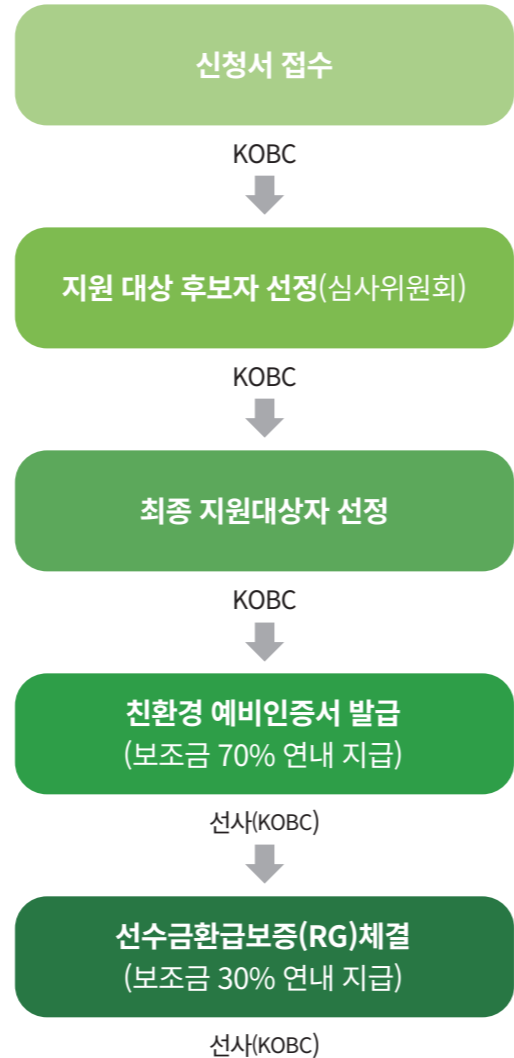 신청서 접수
KOBC
지원 대상 후보자 선정(심사위원회)
KOBC
최종 지원대상자 선정
KOBC
친환경 예비인증서 발급
(보조금 70% 연내 지급)
선사(KOBC)
선수금환급보증(RG)체결
(보조금 30% 연내 지급)
선사(KOBC)